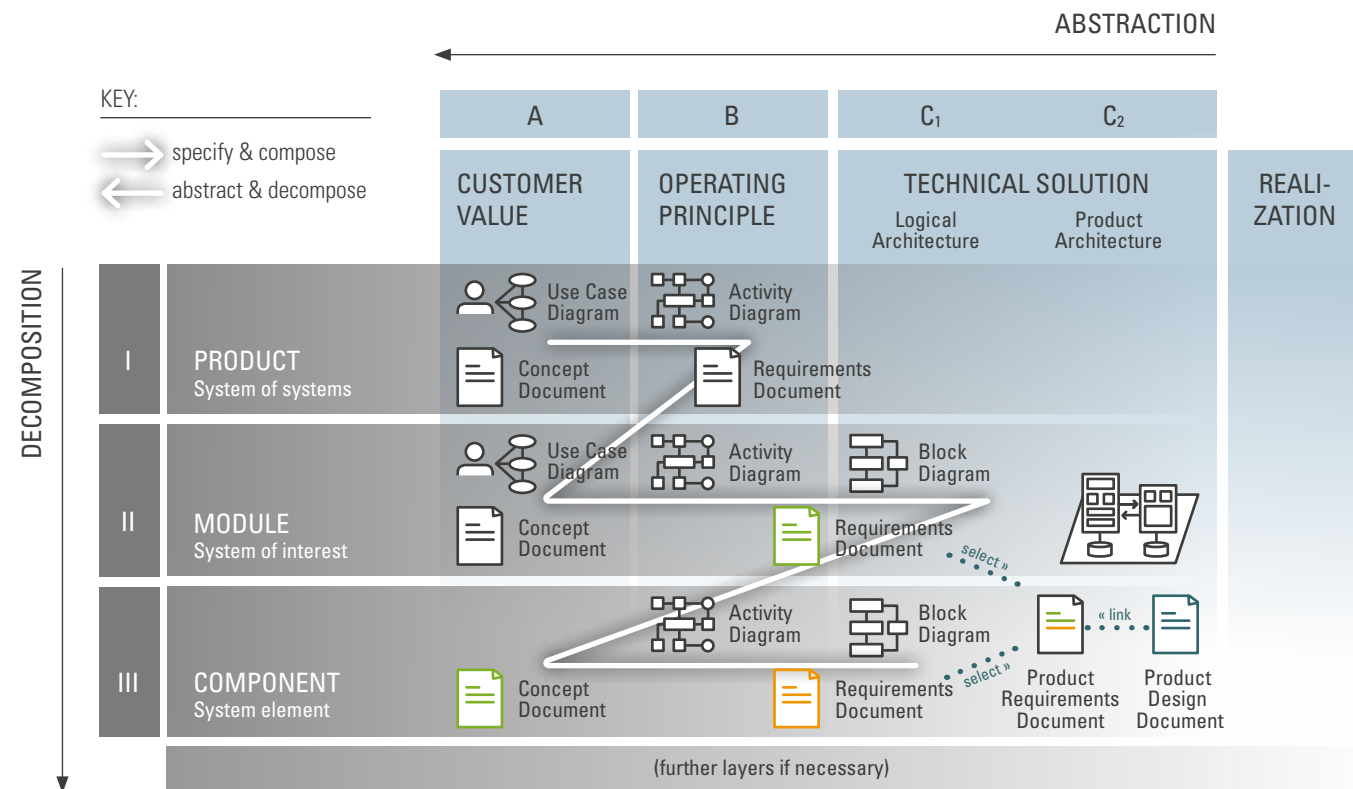 ABSTRACTION
KEY:
specify & compose
abstract & decompose
A
B
C₁
C₂
CUSTOMER
VALUE
OPERATING
PRINCIPLE
TECHNICAL SOLUTION
Logical
Architecture
Product
Architecture
REALI-
ZATION
DECOMPOSITION
I
PRODUCT
System of systems
Use Case
Diagram
Activity
Diagram
Concept
Document
Requirements
Document
II
MODULE
System of interest
Use Case
Diagram
Activity
Diagram
Block
Diagram
Concept
Document
Requirements
Document
select »
III
COMPONENT
System element
Activity
Diagram
Block
Diagram
« link
Concept
Document
Requirements
Document
select »
Product
Requirements
Document
Product
Design
Document
(further layers if necessary)